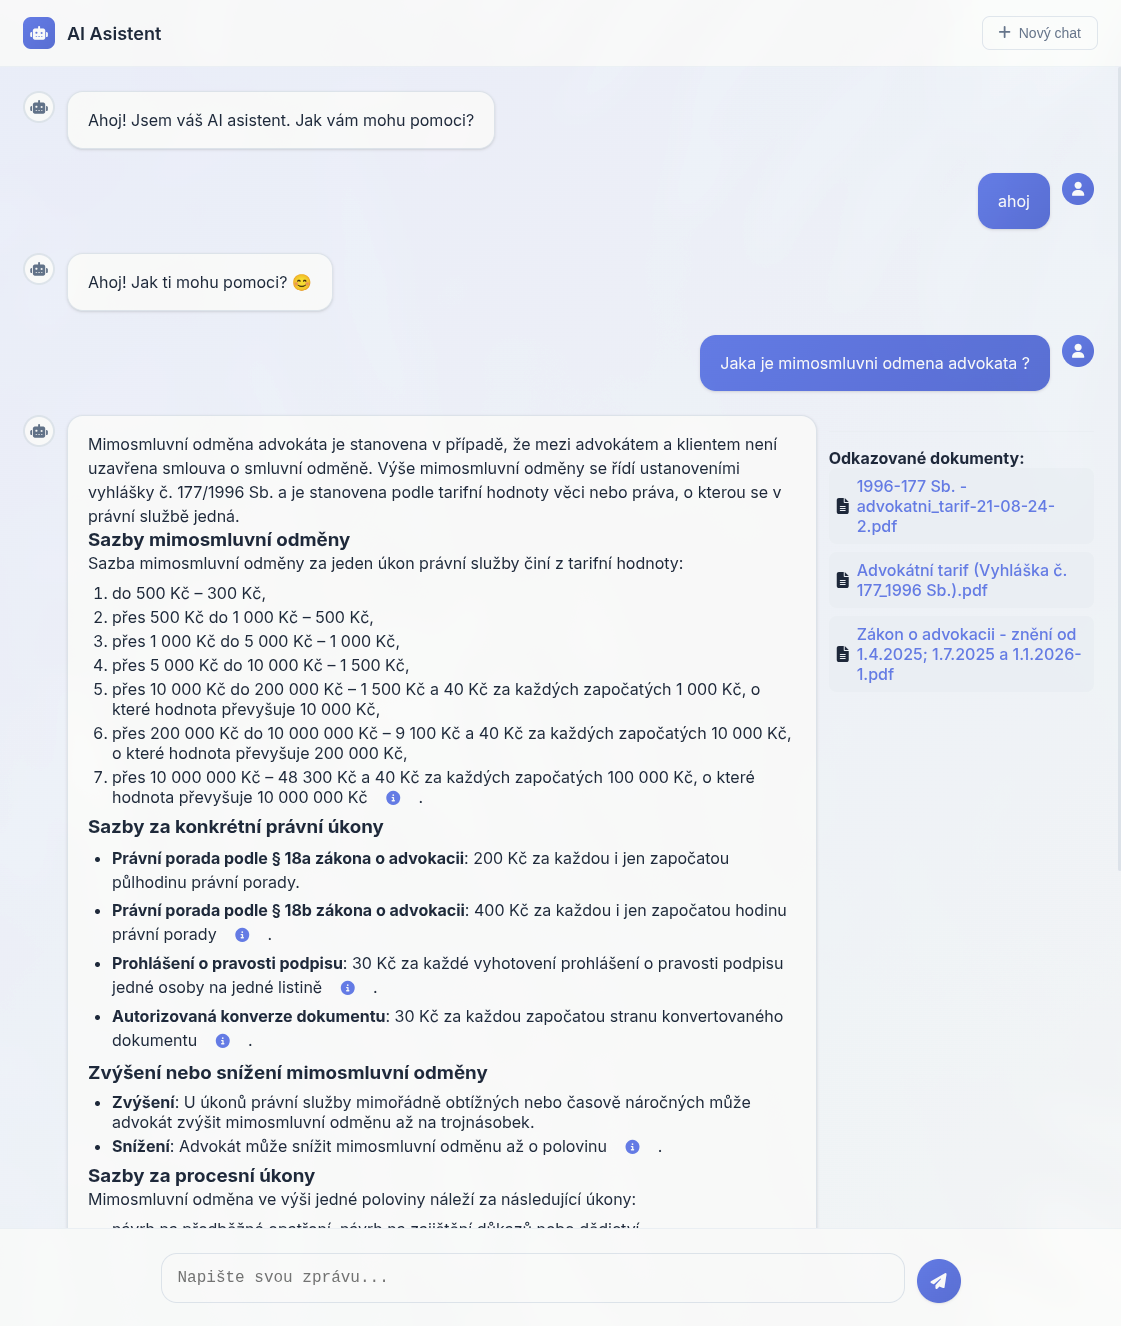 AI Asistent
Nový chat
Ahoj! Jsem váš AI asistent. Jak vám mohu pomoci?
ahoj
Ahoj! Jak ti mohu pomoci? 😊
Jaka je mimosmluvni odmena advokata ?
Mimosmluvní odměna advokáta je stanovena v případě, že mezi advokátem a klientem není
uzavřena smlouva o smluvní odměně. Výše mimosmluvní odměny se řídí ustanoveními
vyhlášky č. 177/1996 Sb. a je stanovena podle tarifní hodnoty věci nebo práva, o kterou se v
právní službě jedná.
Sazby mimosmluvní odměny
Sazba mimosmluvní odměny za jeden úkon právní služby činí z tarifní hodnoty:
1. do 500 Kč – 300 Kč,
2. přes 500 Kč do 1 000 Kč – 500 Kč,
3. přes 1 000 Kč do 5 000 Kč – 1 000 Kč,
4. přes 5 000 Kč do 10 000 Kč – 1 500 Kč,
5. přes 10 000 Kč do 200 000 Kč – 1 500 Kč a 40 Kč za každých započatých 1 000 Kč, o
které hodnota převyšuje 10 000 Kč,
6. přes 200 000 Kč do 10 000 000 Kč – 9 100 Kč a 40 Kč za každých započatých 10 000 Kč,
o které hodnota převyšuje 200 000 Kč,
7. přes 10 000 000 Kč – 48 300 Kč a 40 Kč za každých započatých 100 000 Kč, o které
hodnota převyšuje 10 000 000 Kč .
Sazby za konkrétní právní úkony
• Právní porada podle § 18a zákona o advokacii: 200 Kč za každou i jen započatou
půlhodinu právní porady.
• Právní porada podle § 18b zákona o advokacii: 400 Kč za každou i jen započatou hodinu
právní porady .
• Prohlášení o pravosti podpisu: 30 Kč za každé vyhotovení prohlášení o pravosti podpisu
jedné osoby na jedné listině .
• Autorizovaná konverze dokumentu: 30 Kč za každou započatou stranu konvertovaného
dokumentu .
Zvýšení nebo snížení mimosmluvní odměny
• Zvýšení: U úkonů právní služby mimořádně obtížných nebo časově náročných může
advokát zvýšit mimosmluvní odměnu až na trojnásobek.
• Snížení: Advokát může snížit mimosmluvní odměnu až o polovinu .
Sazby za procesní úkony
Mimosmluvní odměna ve výši jedné poloviny náleží za následující úkony:
návrh na předběžné opatření, návrh na zajištění důkazů nebo dědictví
Odkazované dokumenty:
1996-177 Sb. -
advokatni_tarif-21-08-24-
2.pdf
Advokátní tarif (Vyhláška č.
177_1996 Sb.).pdf
Zákon o advokacii - znění od
1.4.2025; 1.7.2025 a 1.1.2026-
1.pdf
Napište svou zprávu...